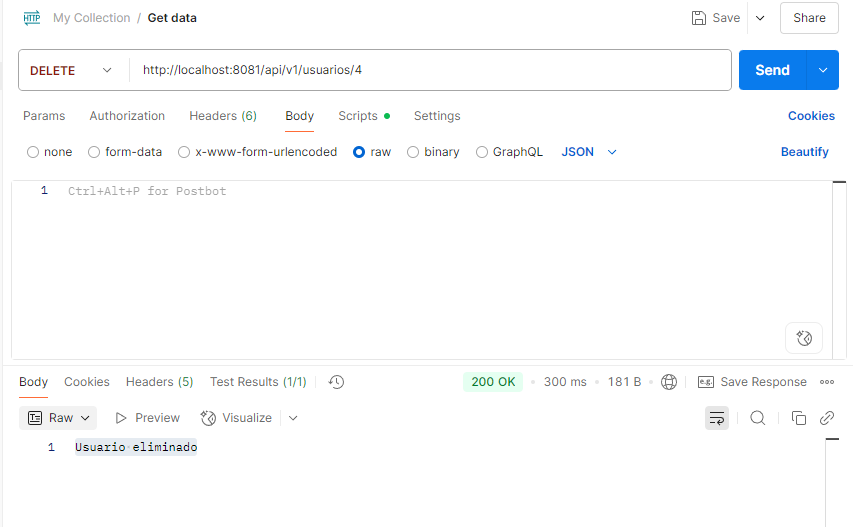 HTTP My Collection / Get data Save Share
DELETE http://localhost:8081/api/v1/usuarios/4 Send
Params Authorization Headers (6) Body Scripts Settings Cookies
none form-data x-www-form-urlencoded raw binary GraphQL JSON Beautify
1 Ctrl+Alt+P for Postbot
Body Cookies Headers (5) Test Results (1/1) 200 OK • 300 ms • 181 B • e.g. Save Response
Raw Preview Visualize
1 Usuario eliminado